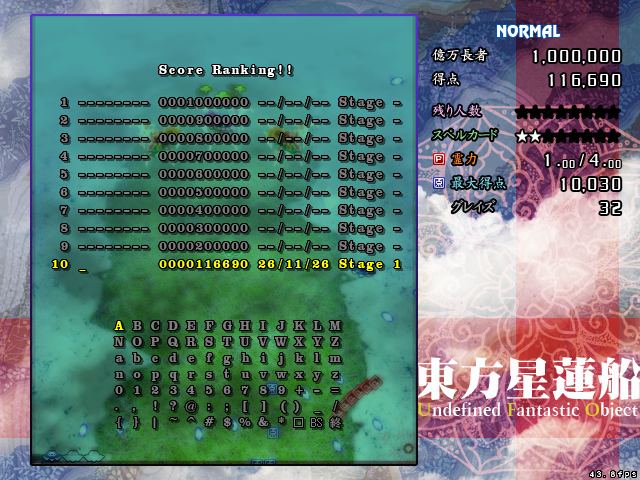 Score Ranking!!
1 -------- 0001000000 --/--/-- Stage -
2 -------- 0000900000 --/--/-- Stage -
3 -------- 0000800000 --/--/-- Stage -
4 -------- 0000700000 --/--/-- Stage -
5 -------- 0000600000 --/--/-- Stage -
6 -------- 0000500000 --/--/-- Stage -
7 -------- 0000400000 --/--/-- Stage -
8 -------- 0000300000 --/--/-- Stage -
9 -------- 0000200000 --/--/-- Stage -
10 _ 0000116690 26/11/26 Stage 1
A B C D E F G H I J K L M
N O P Q R S T U V W X Y Z
a b c d e f g h i j k l m
n o p q r s t u v w x y z
0 1 2 3 4 5 6 7 8 9 + - =
. , ! ? @ : ; [ ] ( ) _ /
{ } | ~ ^ # $ % & * □ BS 終
NORMAL
億万長者 1,000,000
得点 116,690
残り人数 ★★★★★★★★
スペルカード ★★★★★★★★
P 霊力 1.00/4.00
点 最大得点 10,030
グレイズ 32
東方星蓮船
Undefined Fantastic Object
43.8fps